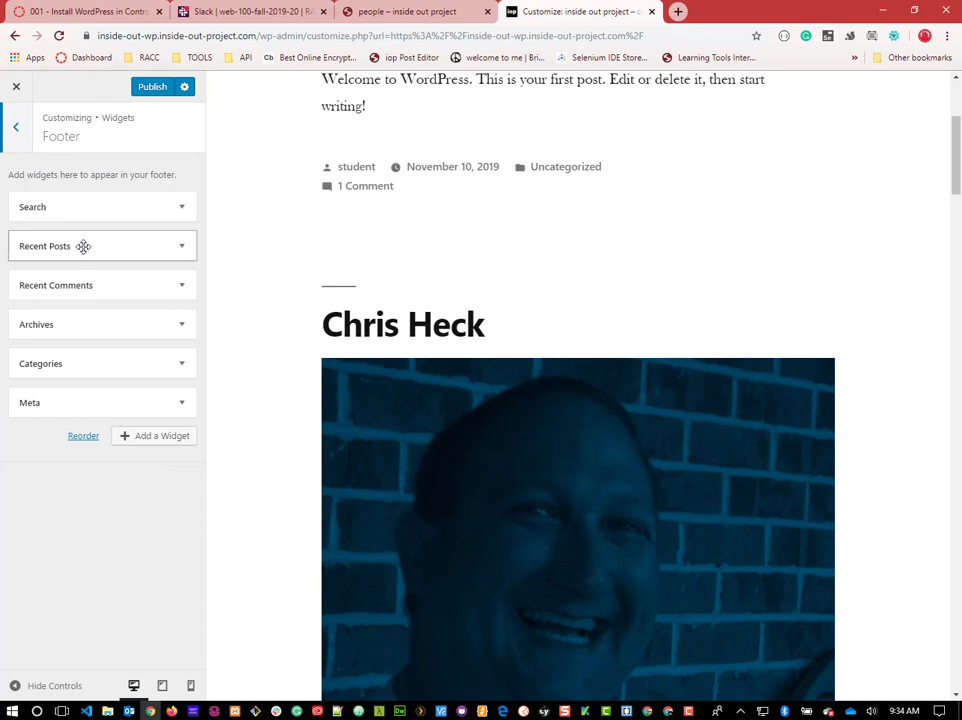 001 - Install WordPress in Contro
Slack | web-100-fall-2019-20 | RA
people – inside out project
iop
Customize: inside out project – o
inside-out-wp.inside-out-project.com/wp-admin/customize.php?url=https%3A%2F%2Finside-out-wp.inside-out-project.com%2F
Apps
Dashboard
RACC
TOOLS
API
Cb
Best Online Encrypt...
iop Post Editor
welcome to me | Bri...
Selenium IDE Store...
Learning Tools Inter...
»
Other bookmarks
Publish
Customizing • Widgets
Footer
Add widgets here to appear in your footer.
Search
Recent Posts
Recent Comments
Archives
Categories
Meta
Reorder
Add a Widget
Hide Controls
Welcome to WordPress. This is your first post. Edit or delete it, then start
writing!
student
November 10, 2019
Uncategorized
1 Comment
Chris Heck
9:34 AM